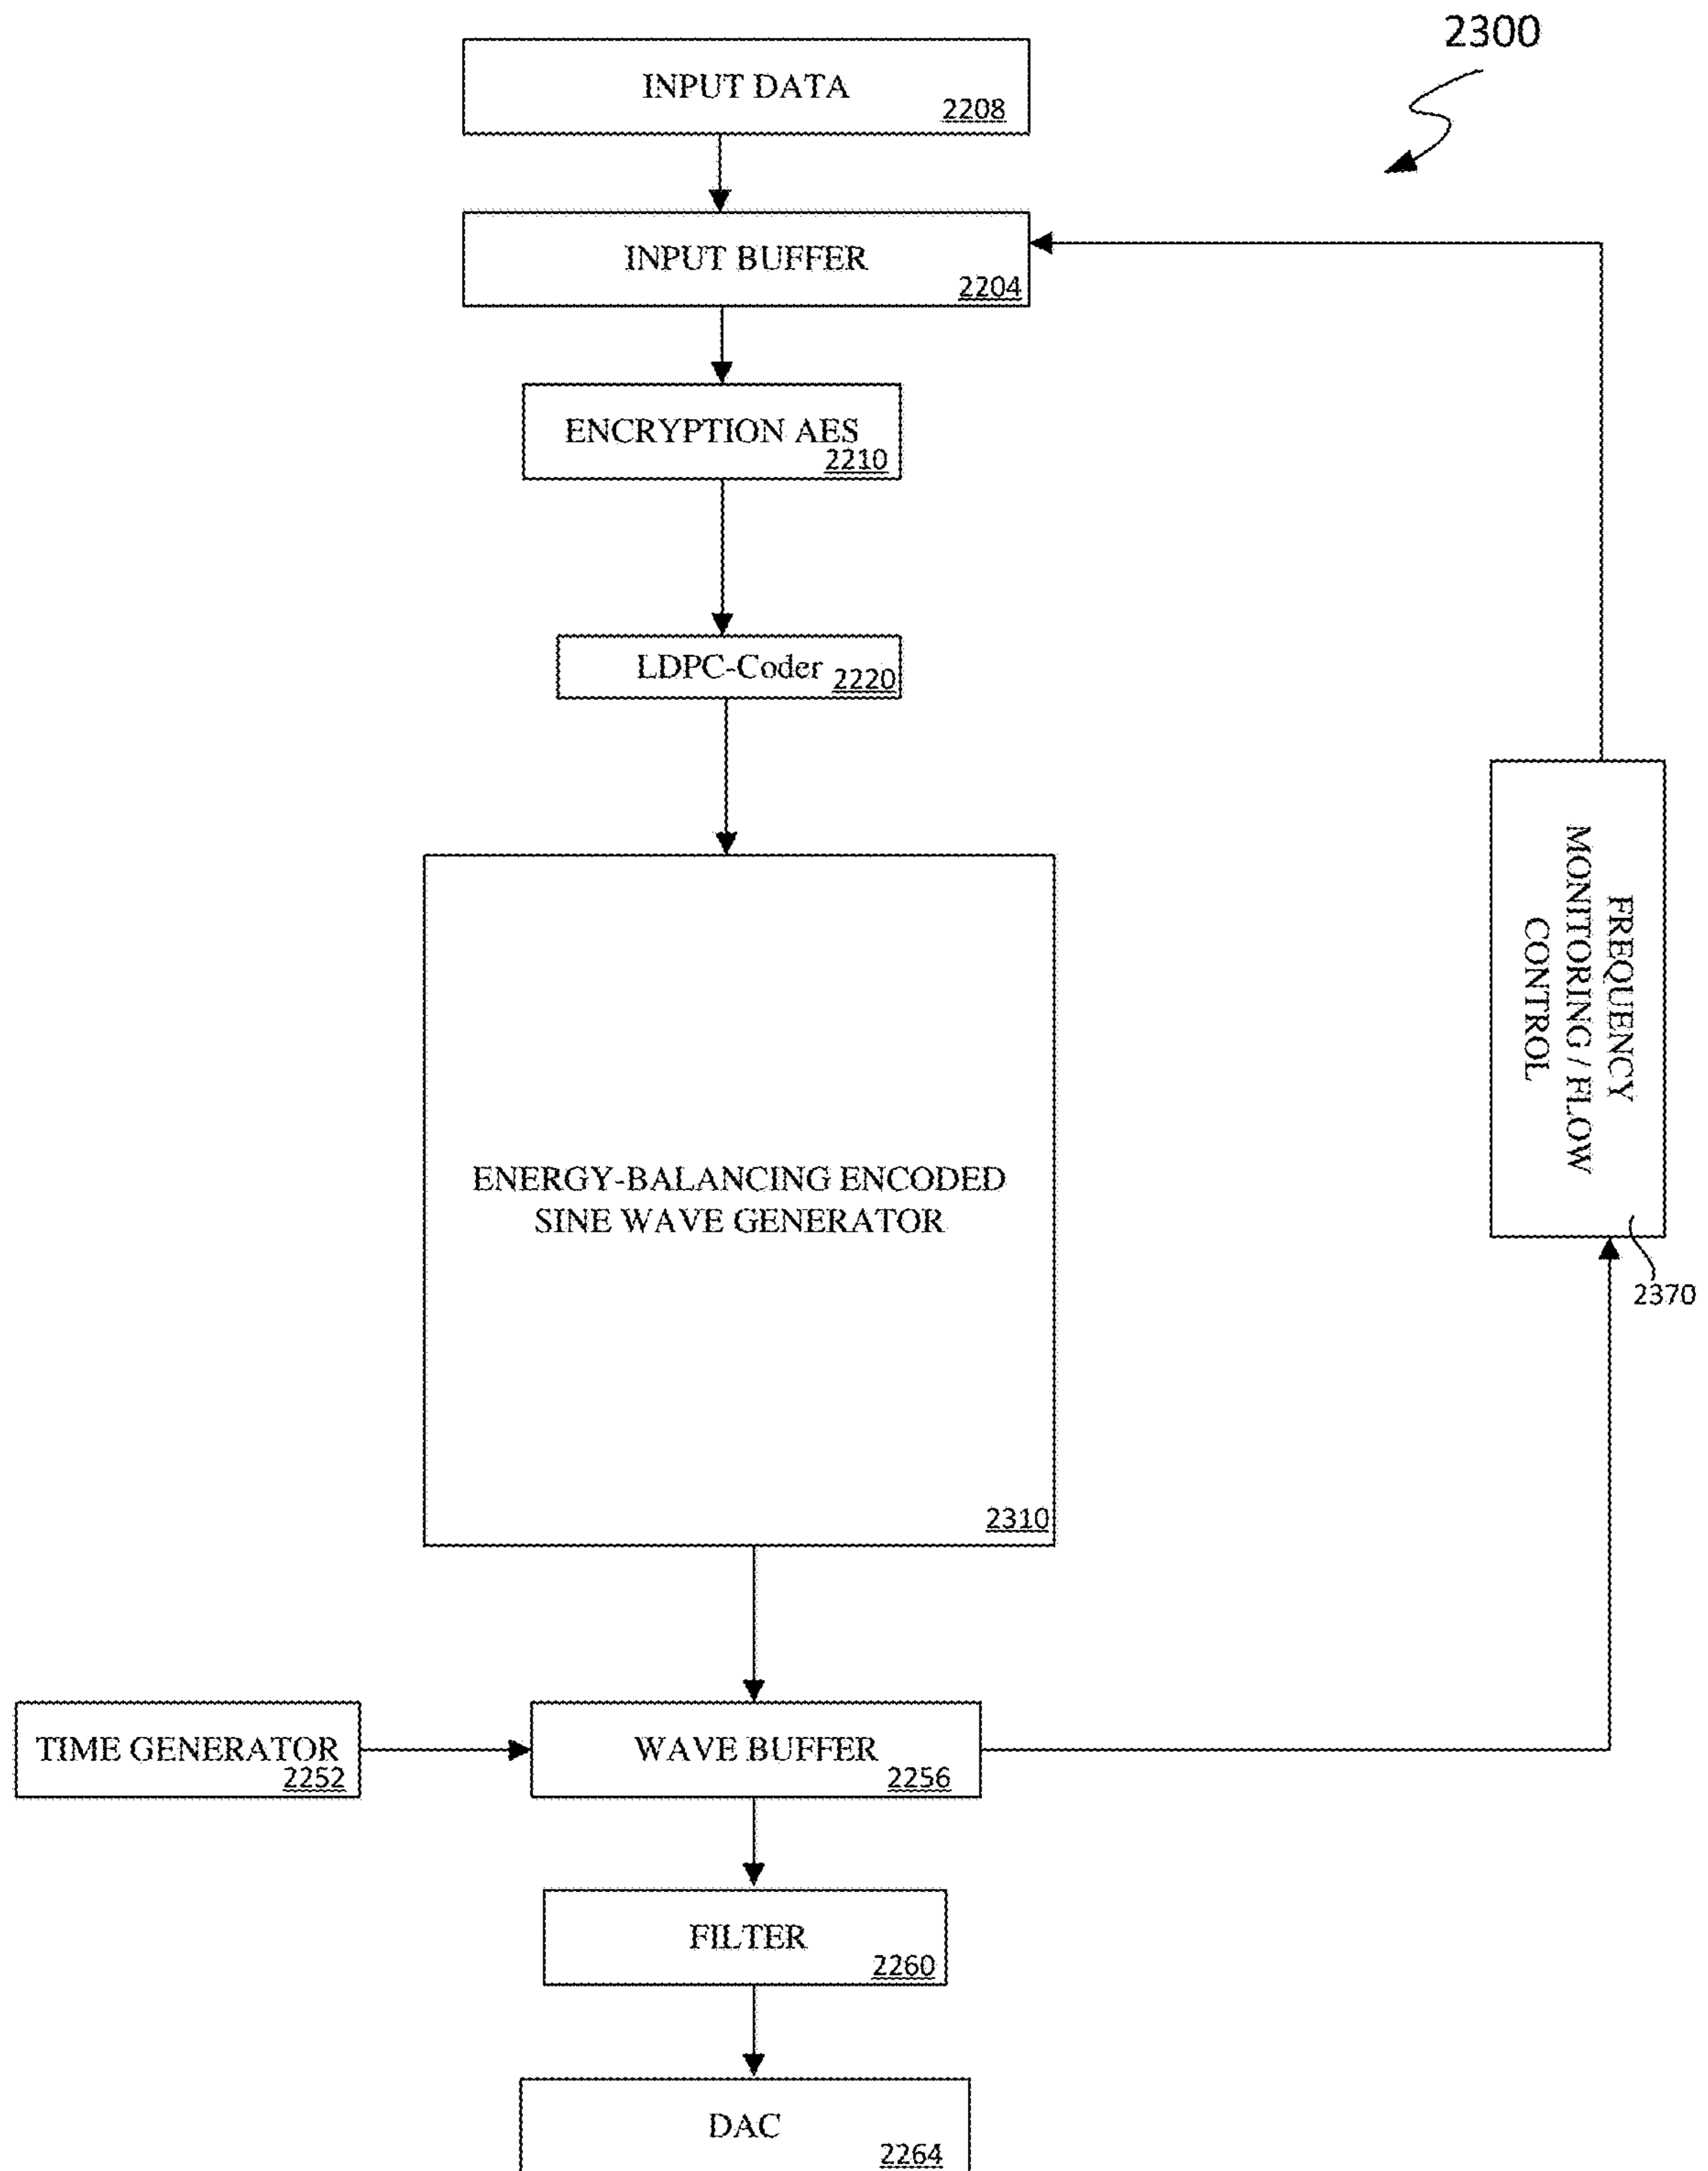 2300
INPUT DATA
2208
INPUT BUFFER
2204
ENCRYPTION AES
2210
LDPC-Coder 2220
FREQUENCY
MONITORING / FLOW
CONTROL
2370
ENERGY-BALANCING ENCODED
SINE WAVE GENERATOR
2310
TIME GENERATOR
2252
WAVE BUFFER
2256
FILTER
2260
DAC
2264